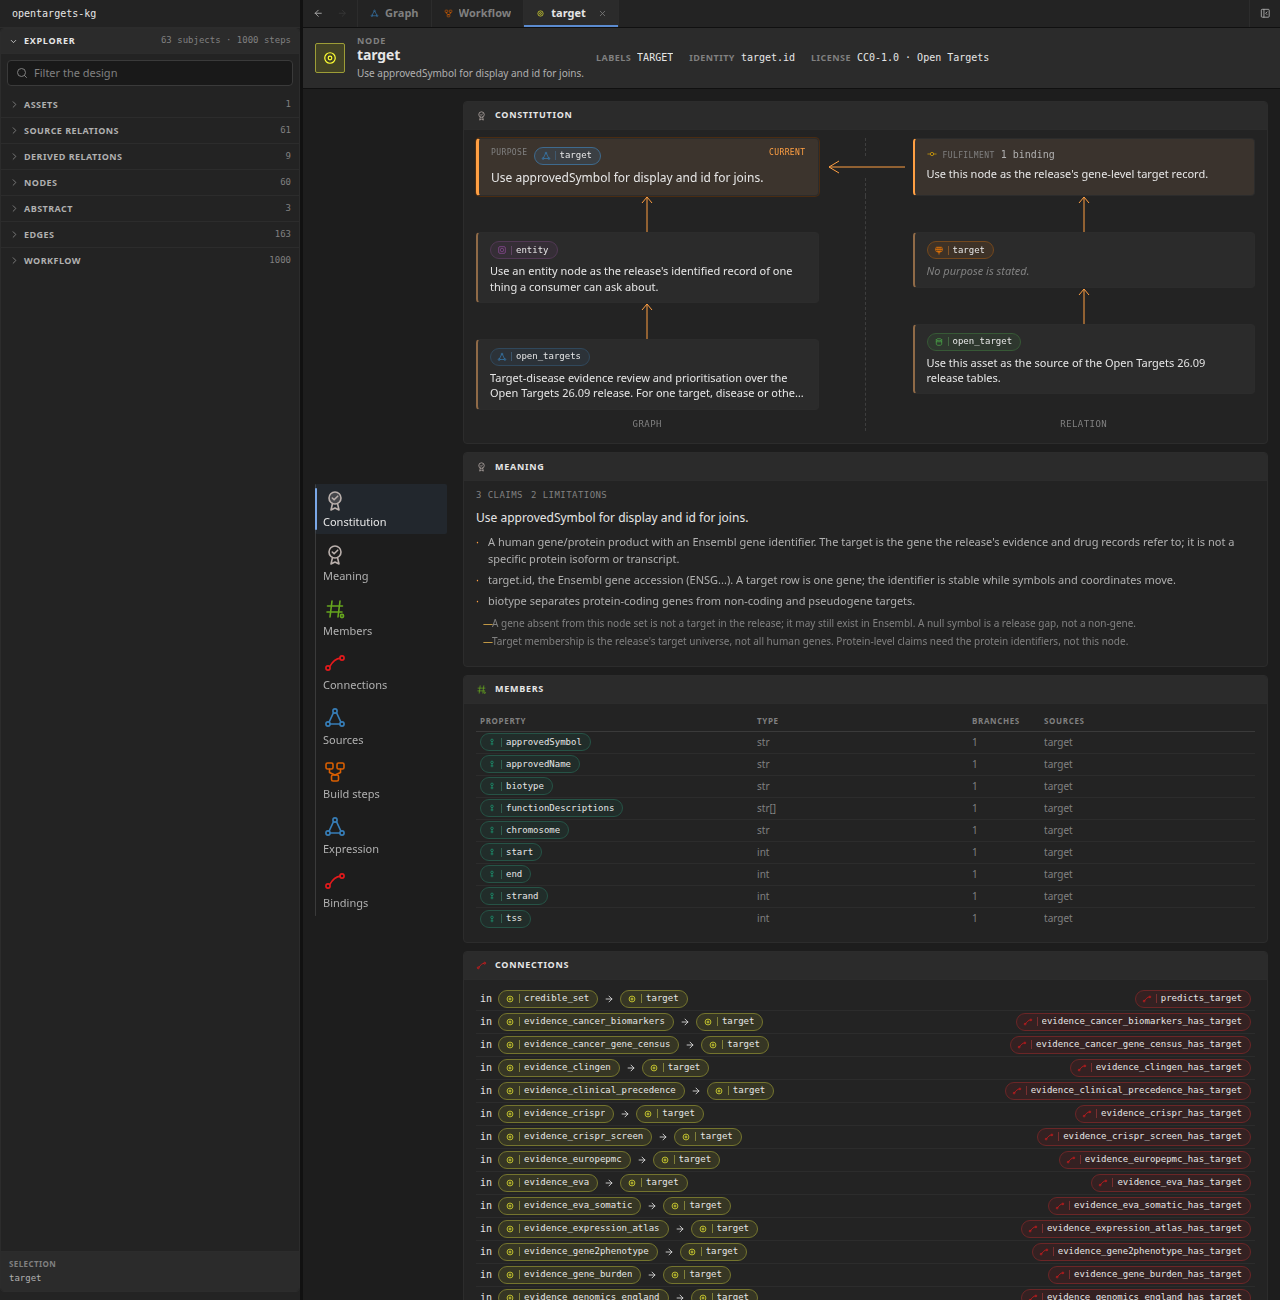 opentargets-kg
Graph
Workflow
target
EXPLORER
63 subjects · 1000 steps
Filter the design
ASSETS 1
SOURCE RELATIONS 61
DERIVED RELATIONS 9
NODES 60
ABSTRACT 3
EDGES 163
WORKFLOW 1000
SELECTION
target
NODE
target
Use approvedSymbol for display and id for joins.
LABELS TARGET IDENTITY target.id LICENSE CC0-1.0 · Open Targets
Constitution
Meaning
Members
Connections
Sources
Build steps
Expression
Bindings
CONSTITUTION
PURPOSE target CURRENT
Use approvedSymbol for display and id for joins.
FULFILMENT 1 binding
Use this node as the release's gene-level target record.
entity
Use an entity node as the release's identified record of one
thing a consumer can ask about.
target
No purpose is stated.
open_targets
Target-disease evidence review and prioritisation over the
Open Targets 26.09 release. For one target, disease or othe...
open_target
Use this asset as the source of the Open Targets 26.09
release tables.
GRAPH
RELATION
MEANING
3 CLAIMS 2 LIMITATIONS
Use approvedSymbol for display and id for joins.
· A human gene/protein product with an Ensembl gene identifier. The target is the gene the release's evidence and drug records refer to; it is not a
specific protein isoform or transcript.
· target.id, the Ensembl gene accession (ENSG...). A target row is one gene; the identifier is stable while symbols and coordinates move.
· biotype separates protein-coding genes from non-coding and pseudogene targets.
—A gene absent from this node set is not a target in the release; it may still exist in Ensembl. A null symbol is a release gap, not a non-gene.
—Target membership is the release's target universe, not all human genes. Protein-level claims need the protein identifiers, not this node.
MEMBERS
PROPERTY TYPE BRANCHES SOURCES
approvedSymbol str 1 target
approvedName str 1 target
biotype str 1 target
functionDescriptions str[] 1 target
chromosome str 1 target
start int 1 target
end int 1 target
strand int 1 target
tss int 1 target
CONNECTIONS
in credible_set → target predicts_target
in evidence_cancer_biomarkers → target evidence_cancer_biomarkers_has_target
in evidence_cancer_gene_census → target evidence_cancer_gene_census_has_target
in evidence_clingen → target evidence_clingen_has_target
in evidence_clinical_precedence → target evidence_clinical_precedence_has_target
in evidence_crispr → target evidence_crispr_has_target
in evidence_crispr_screen → target evidence_crispr_screen_has_target
in evidence_europepmc → target evidence_europepmc_has_target
in evidence_eva → target evidence_eva_has_target
in evidence_eva_somatic → target evidence_eva_somatic_has_target
in evidence_expression_atlas → target evidence_expression_atlas_has_target
in evidence_gene2phenotype → target evidence_gene2phenotype_has_target
in evidence_gene_burden → target evidence_gene_burden_has_target
in evidence_genomics_england → target evidence_genomics_england_has_target